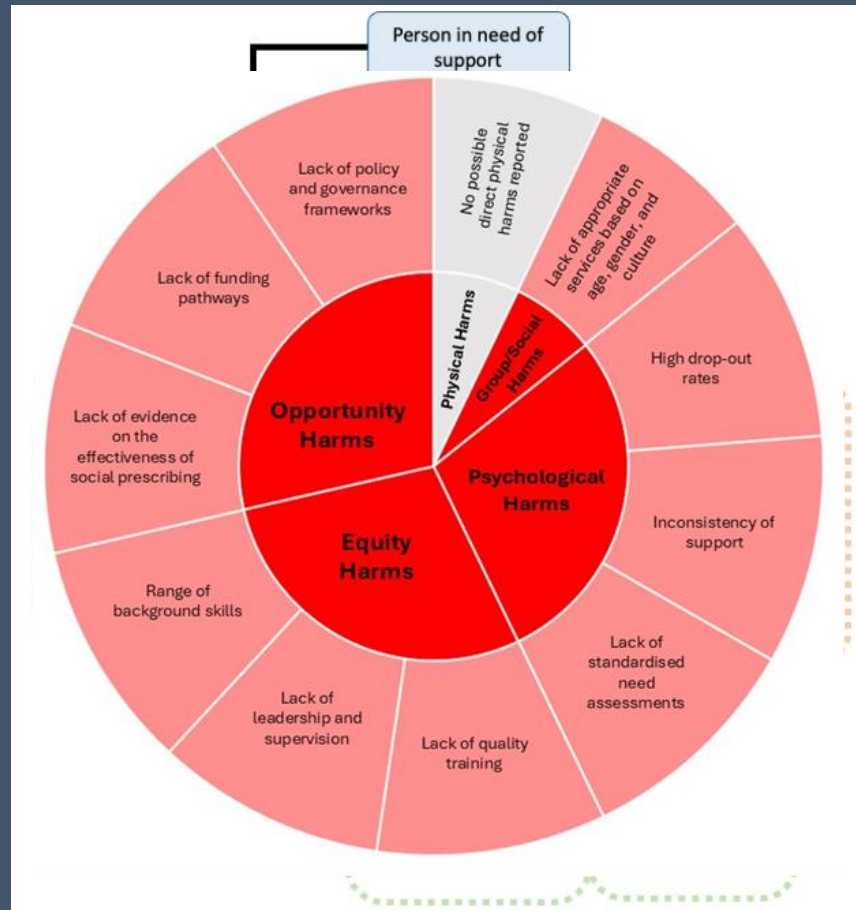 Person in need of
support
No possible
direct physical
harms reported
Physical Harms
Lack of appropriate
services based on
age, gender, and
culture
Group/Social
Harms
High drop-out
rates
Inconsistency of
support
Lack of
standardised
need
assessments
Psychological
Harms
Lack of quality
training
Lack of
leadership and
supervision
Range of
background skills
Equity
Harms
Lack of evidence
on the
effectiveness of
social prescribing
Lack of funding
pathways
Lack of policy
and governance
frameworks
Opportunity
Harms